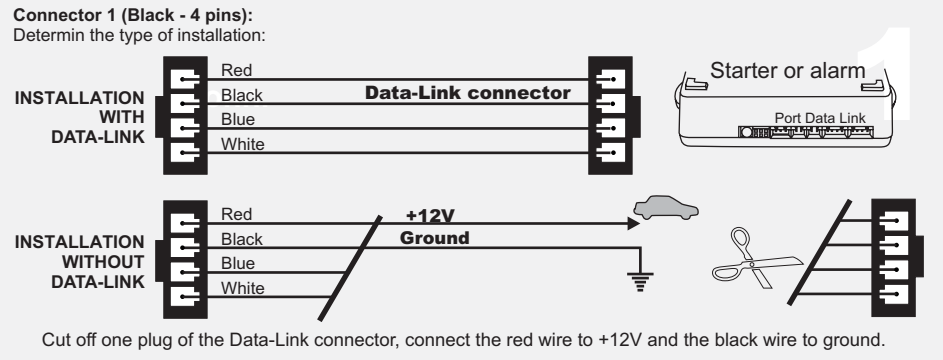 Connector 1 (Black - 4 pins):
Determin the type of installation:
1
Red
Black
Blue
White
Data-Link connector
INSTALLATION
WITH
DATA-LINK
Starter or alarm
Port Data Link
Red
Black
Blue
White
+12V
Ground
INSTALLATION
WITHOUT
DATA-LINK
Cut off one plug of the Data-Link connector, connect the red wire to +12V and the black wire to ground.